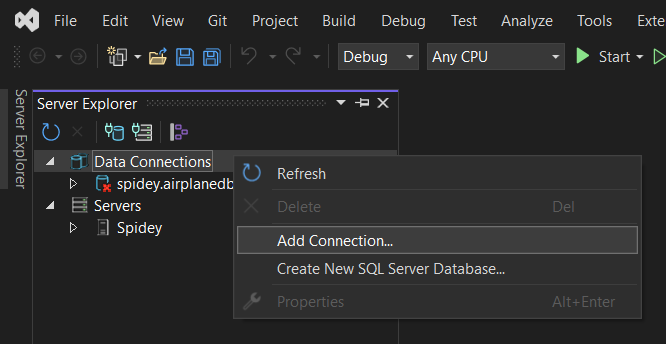 File Edit View Git Project Build Debug Test Analyze Tools Exte
Debug Any CPU Start
Server Explorer
Server Explorer
Data Connections
spidey.airplanedb
Servers
Spidey
Refresh
Delete Del
Add Connection...
Create New SQL Server Database...
Properties Alt+Enter